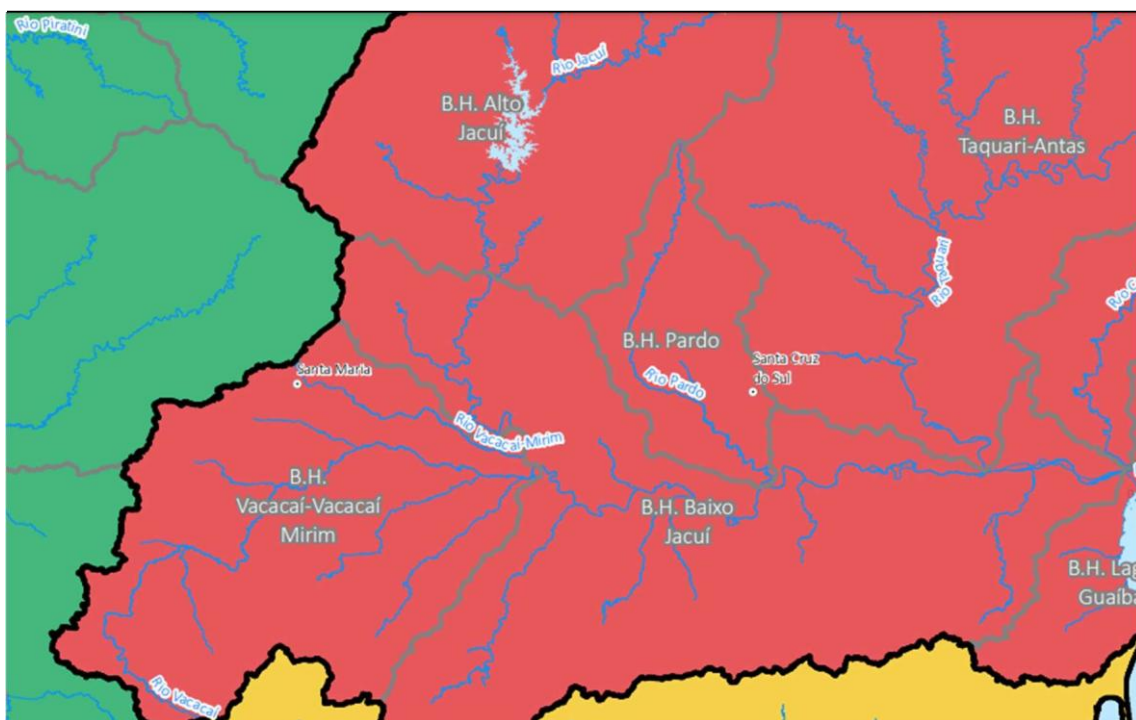 Rio Piratini
Rio Jacuí
B.H. Alto
Jacuí
B.H.
Taquari-Antas
Rio Taquari
B.H. Pardo
Santa Cruz
do Sul
Santa Maria
Rio Pardo
Rio Vacacaí-Mirim
B.H.
Vacacaí-Vacacaí
Mirim
B.H. Baixo
Jacuí
B.H.
Rio Vacacaí